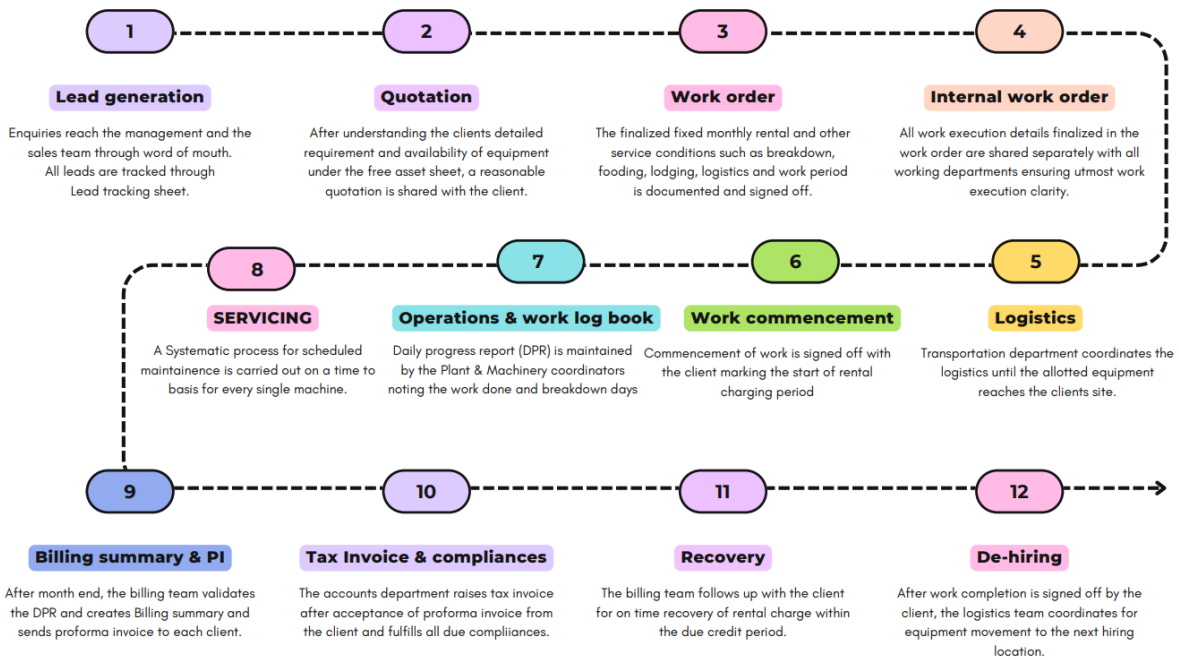 1
2
3
4
Lead generation
Enquiries reach the management and the
sales team through word of mouth.
All leads are tracked through
Lead tracking sheet.
Quotation
After understanding the clients detailed
requirement and availability of equipment
under the free asset sheet, a reasonable
quotation is shared with the client.
Work order
The finalized fixed monthly rental and other
service conditions such as breakdown,
fooding, lodging, logistics and work period
is documented and signed off.
Internal work order
All work execution details finalized in the
work order are shared separately with all
working departments ensuring utmost work
execution clarity.
5
Logistics
Transportation department coordinates the
logistics until the allotted equipment
reaches the clients site.
6
Work commencement
Commencement of work is signed off with
the client marking the start of rental
charging period
7
Operations & work log book
Daily progress report (DPR) is maintained
by the Plant & Machinery coordinators
noting the work done and breakdown days
8
SERVICING
A Systematic process for scheduled
maintainence is carried out on a time to
basis for every single machine.
9
Billing summary & PI
After month end, the billing team validates
the DPR and creates Billing summary and
sends proforma invoice to each client.
10
Tax Invoice & compliances
The accounts department raises tax invoice
after acceptance of proforma invoice from
the client and fulfills all due compliiances.
11
Recovery
The billing team follows up with the client
for on time recovery of rental charge within
the due credit period.
12
De-hiring
After work completion is signed off by the
client, the logistics team coordinates for
equipment movement to the next hiring
location.